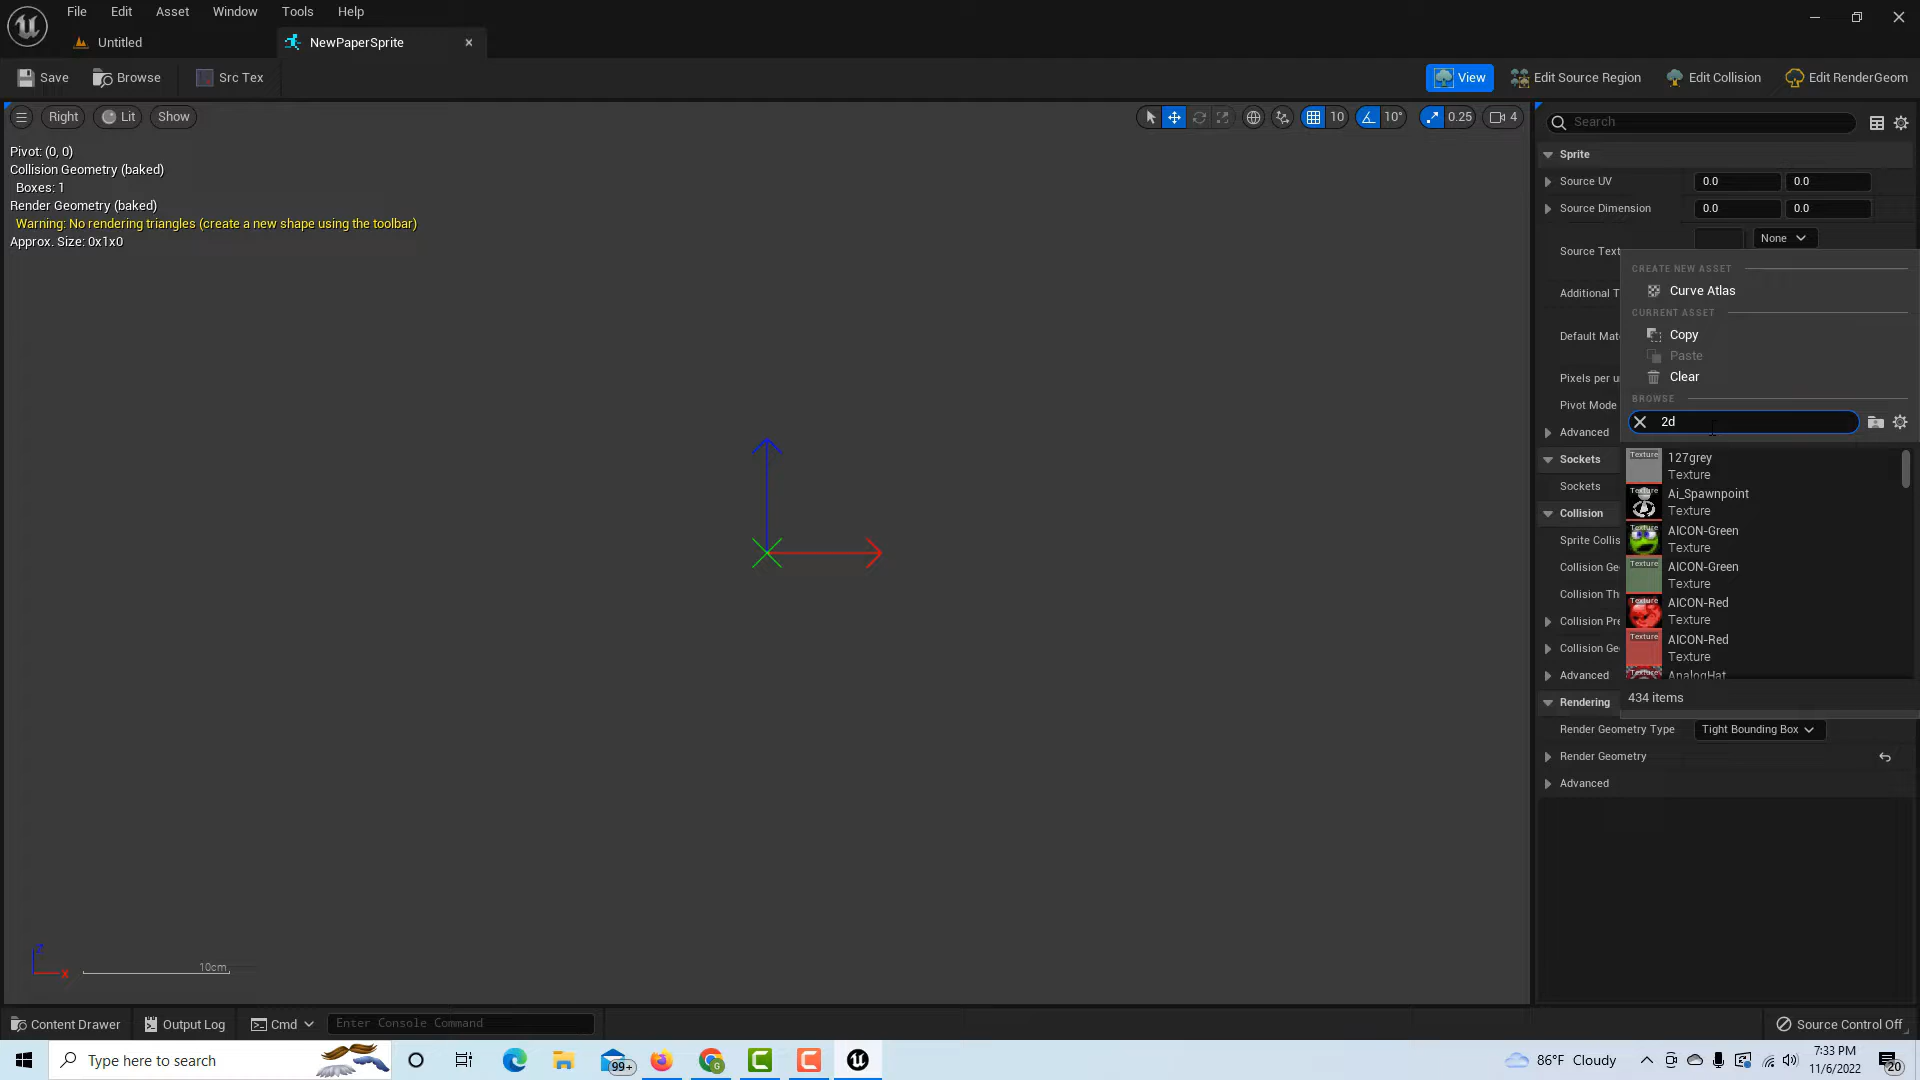 File Edit Asset Window Tools Help
Untitled NewPaperSprite
Save Browse Src Tex View Edit Source Region Edit Collision Edit RenderGeom
Right Lit Show 10 10° 0.25 4
Search
Pivot: (0, 0)
Collision Geometry (baked)
Boxes: 1
Render Geometry (baked)
Warning: No rendering triangles (create a new shape using the toolbar)
Approx. Size: 0x1x0
Sprite
Source UV 0.0 0.0
Source Dimension 0.0 0.0
None
Source Text
CREATE NEW ASSET
Curve Atlas
Additional T
CURRENT ASSET
Copy
Default Mat
Paste
Clear
Pixels per u
BROWSE
Pivot Mode
2d
Advanced
127grey
Texture
Sockets
Sockets
Ai_Spawnpoint
Texture
Collision
AICON-Green
Texture
Sprite Collis
AICON-Green
Texture
Collision Ge
Collision Th
AICON-Red
Texture
Collision Pre
AICON-Red
Texture
Collision Ge
Advanced
AnalogHat
434 items
Rendering
Render Geometry Type Tight Bounding Box
Render Geometry
Advanced
z
x
10cm
Content Drawer Output Log Cmd Enter Console Command Source Control Off
Type here to search 99+ 86°F Cloudy 7:33 PM
11/6/2022 20